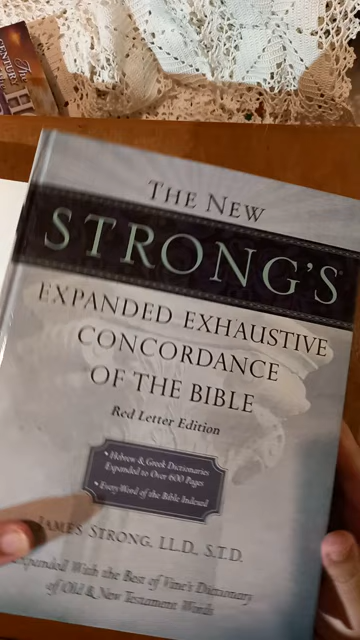 THE NEW
STRONG'S
EXPANDED EXHAUSTIVE
CONCORDANCE
OF THE BIBLE
Red Letter Edition
• Hebrew & Greek Dictionaries
Expanded to Over 600 Pages
• Every Word of the Bible Indexed
JAMES STRONG, LL.D., S.T.D.
Expanded With the Best of Vine's Dictionary
of Old & New Testament Words
The
CENTURY